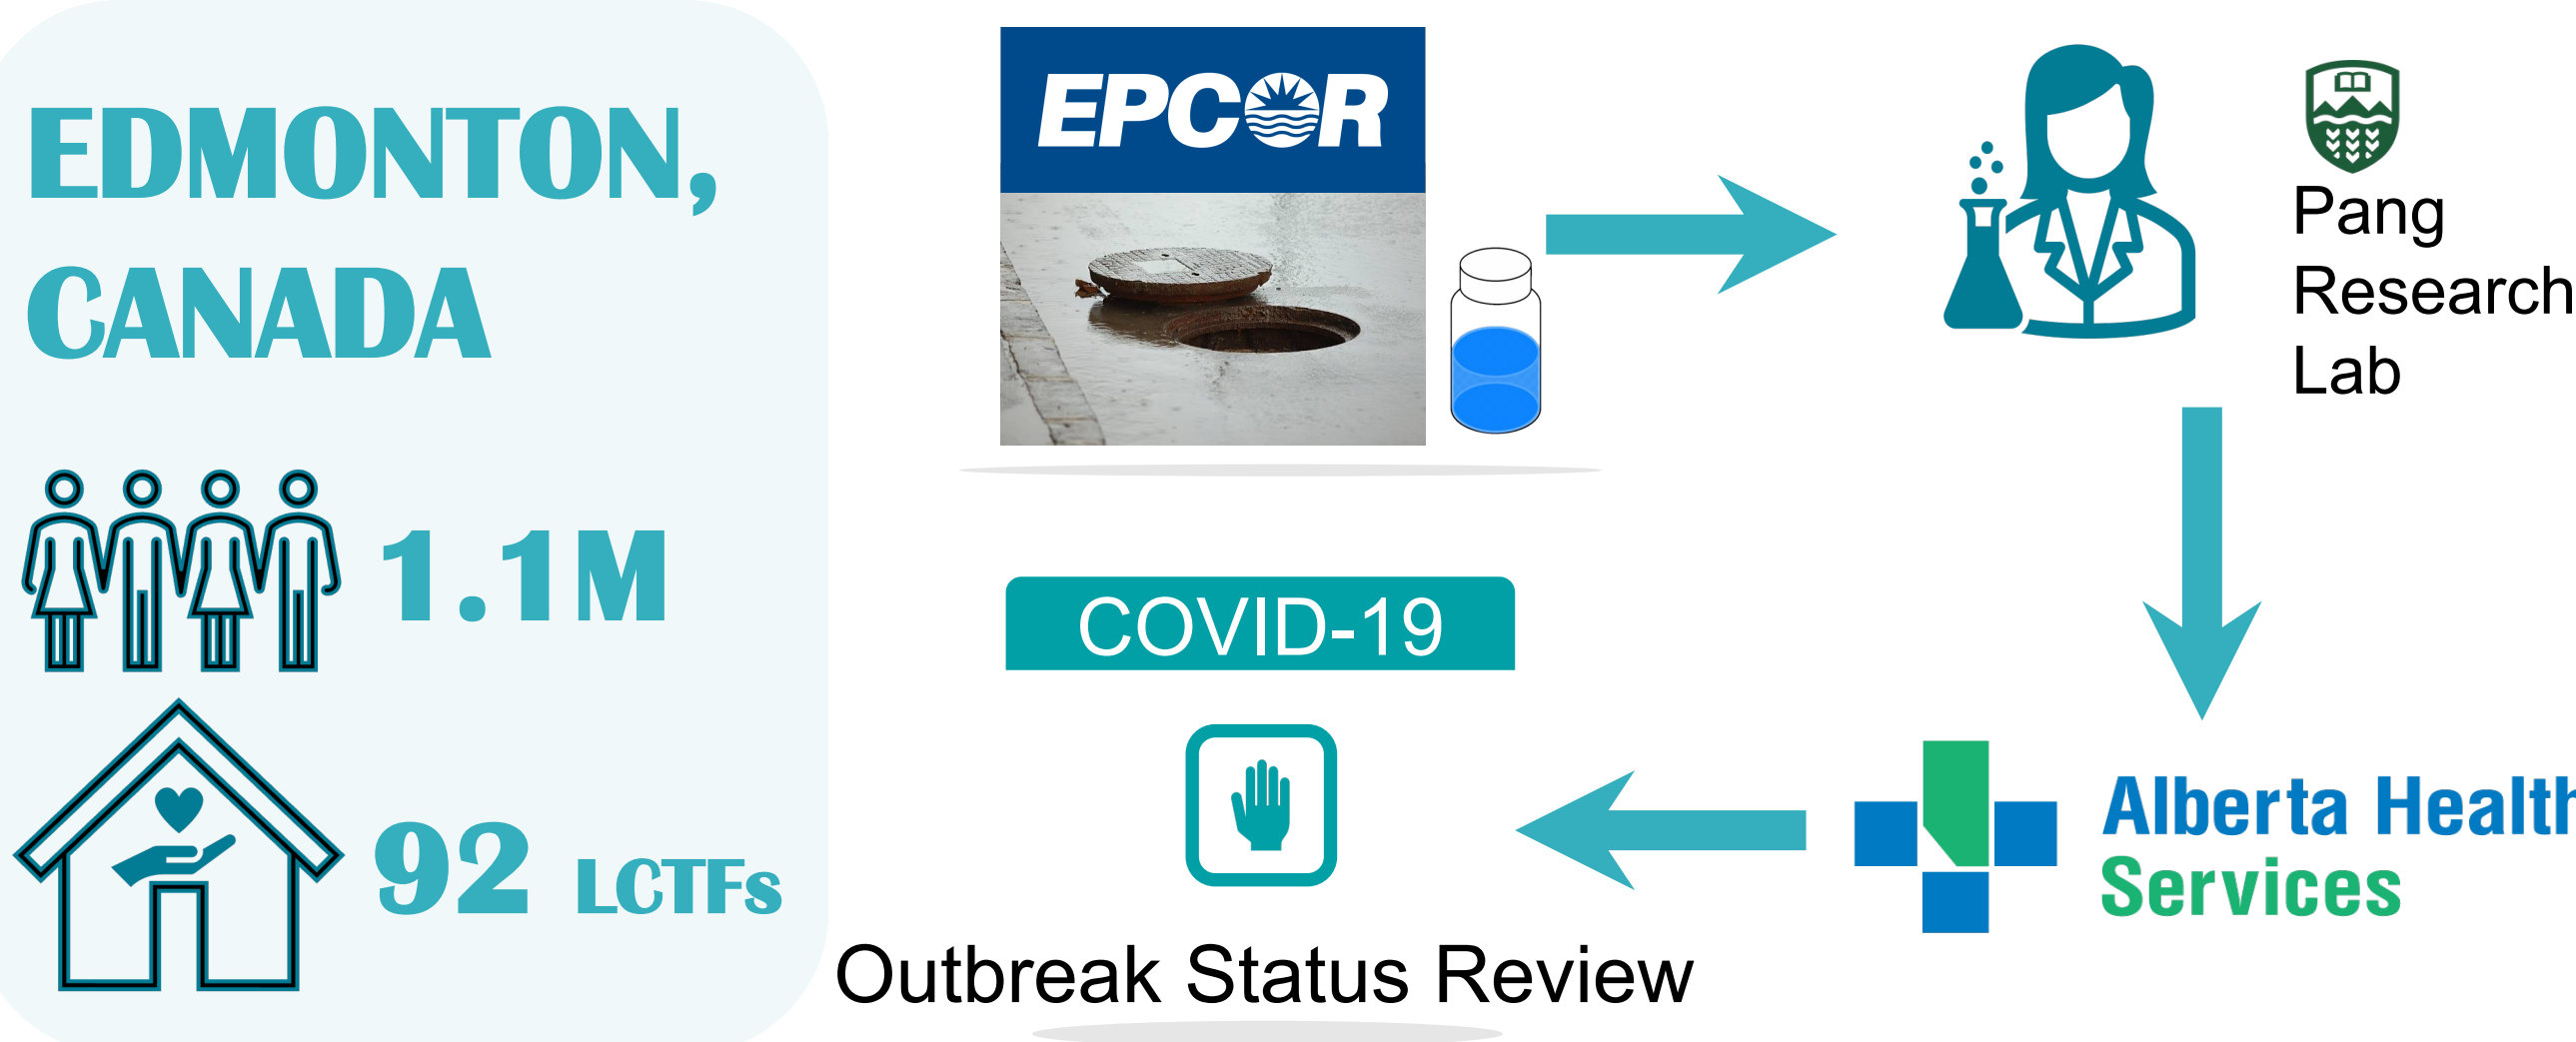 EDMONTON,
CANADA
1.1M
92 LCTFs
EPCOR
Pang
Research
Lab
COVID-19
Outbreak Status Review
Alberta Health
Services